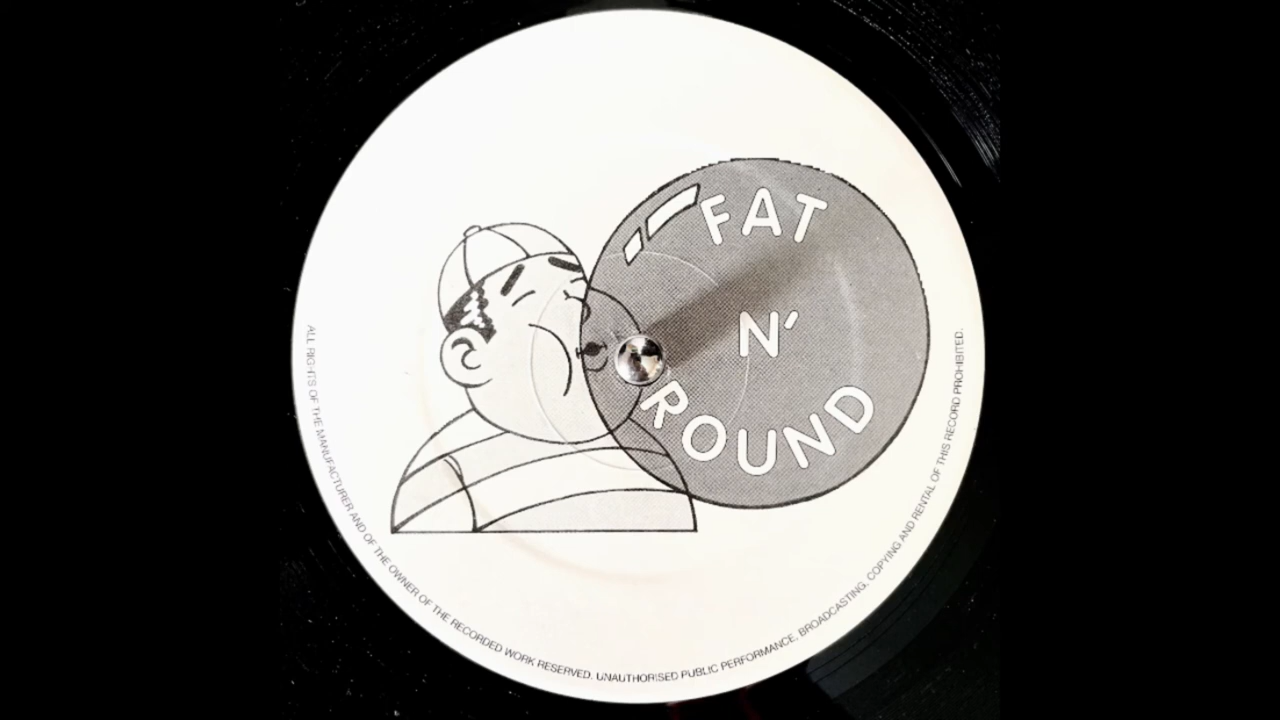 FAT
N'
ROUND
ALL RIGHTS OF THE MANUFACTURER AND OF THE OWNER OF THE RECORDED WORK RESERVED. UNAUTHORISED PUBLIC PERFORMANCE, BROADCASTING, COPYING AND RENTAL OF THIS RECORD PROHIBITED.